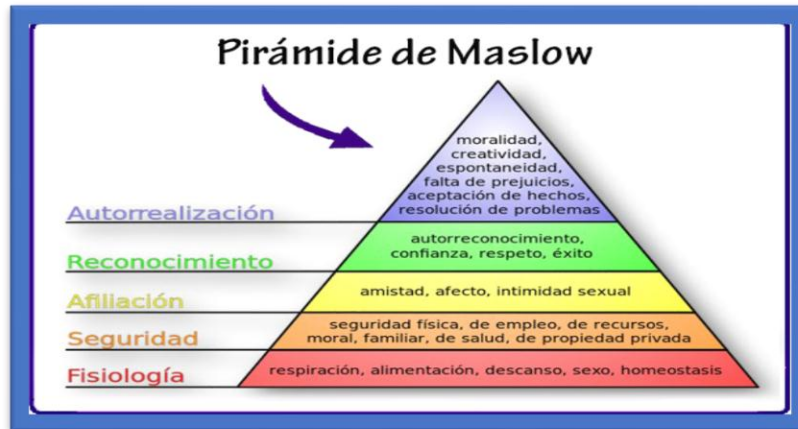 Pirámide de Maslow
moralidad,
creatividad,
espontaneidad,
falta de prejuicios,
aceptación de hechos,
resolución de problemas
Autorrealización
autorreconocimiento,
confianza, respeto, éxito
Reconocimiento
amistad, afecto, intimidad sexual
Afiliación
seguridad física, de empleo, de recursos,
moral, familiar, de salud, de propiedad privada
Seguridad
respiración, alimentación, descanso, sexo, homeostasis
Fisiología